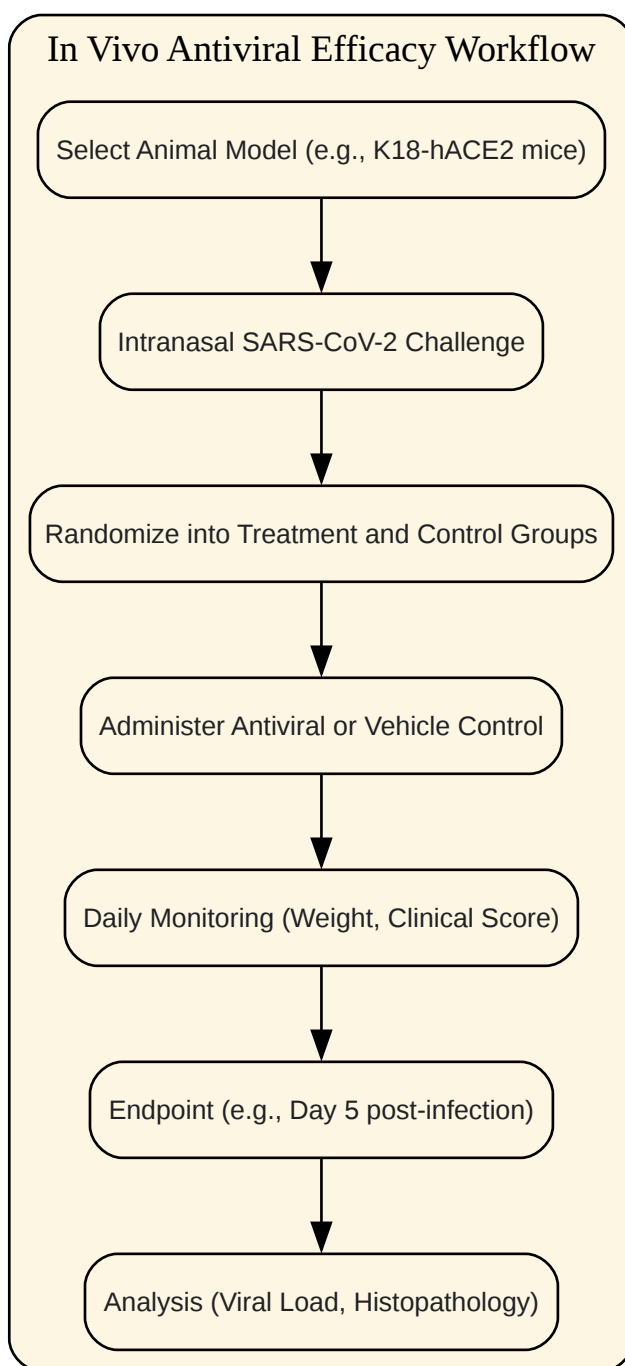 In Vivo Antiviral Efficacy Workflow
Select Animal Model (e.g., K18-hACE2 mice)
Intranasal SARS-CoV-2 Challenge
Randomize into Treatment and Control Groups
Administer Antiviral or Vehicle Control
Daily Monitoring (Weight, Clinical Score)
Endpoint (e.g., Day 5 post-infection)
Analysis (Viral Load, Histopathology)